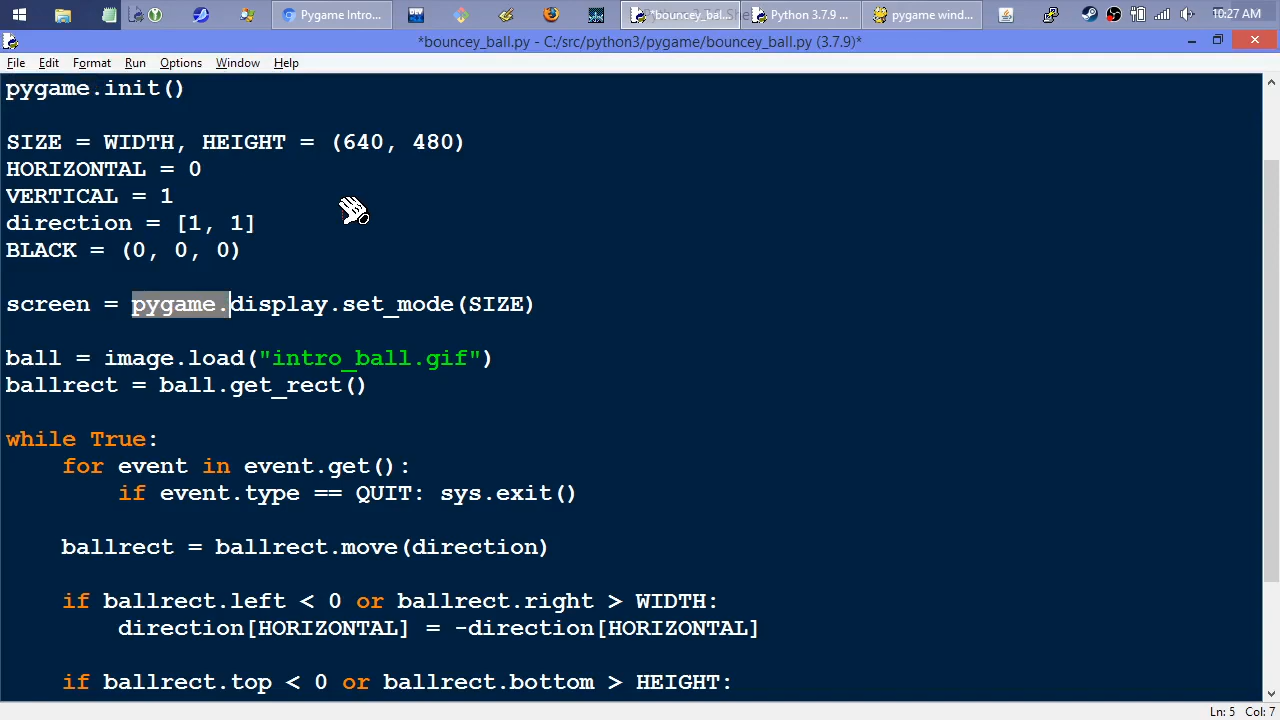 Pygame Intro...
*bouncey_bal...
Python 3.7.9 ...
pygame wind...
10:27 AM
*bouncey_ball.py - C:/src/python3/pygame/bouncey_ball.py (3.7.9)*
File Edit Format Run Options Window Help
pygame.init()
SIZE = WIDTH, HEIGHT = (640, 480)
HORIZONTAL = 0
VERTICAL = 1
direction = [1, 1]
BLACK = (0, 0, 0)
screen = pygame.display.set_mode(SIZE)
ball = image.load("intro_ball.gif")
ballrect = ball.get_rect()
while True:
    for event in event.get():
        if event.type == QUIT: sys.exit()
    ballrect = ballrect.move(direction)
    if ballrect.left < 0 or ballrect.right > WIDTH:
        direction[HORIZONTAL] = -direction[HORIZONTAL]
    if ballrect.top < 0 or ballrect.bottom > HEIGHT:
Ln: 5 Col: 7